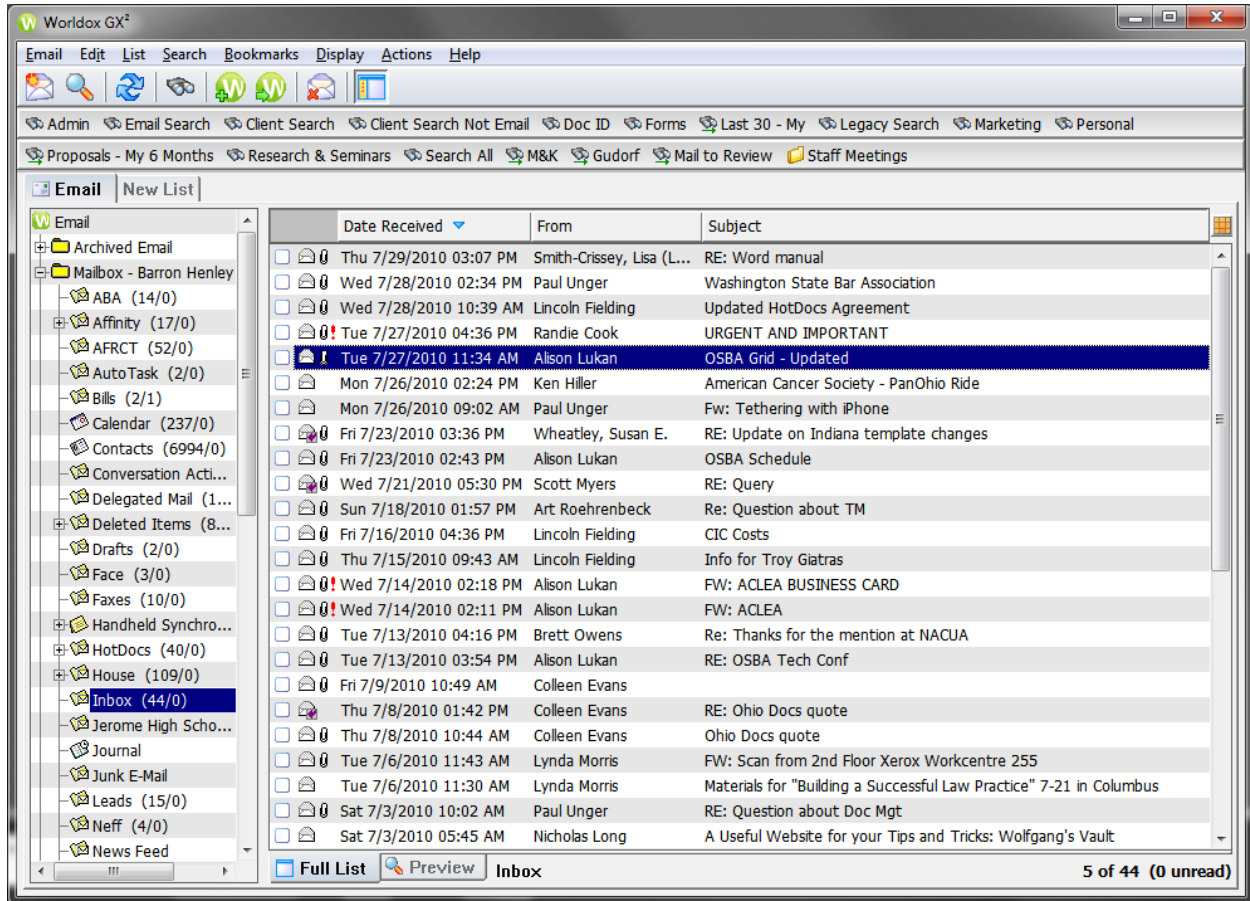 Worldox GX²
Email Edit List Search Bookmarks Display Actions Help
Admin Email Search Client Search Client Search Not Email Doc ID Forms Last 30 - My Legacy Search Marketing Personal
Proposals - My 6 Months Research & Seminars Search All M&K Gudorf Mail to Review Staff Meetings
Email New List
Email
Archived Email
Mailbox - Barron Henley
ABA (14/0)
Affinity (17/0)
AFRCT (52/0)
AutoTask (2/0)
Bills (2/1)
Calendar (237/0)
Contacts (6994/0)
Conversation Acti...
Delegated Mail (1...
Deleted Items (8...
Drafts (2/0)
Face (3/0)
Faxes (10/0)
Handheld Synchro...
HotDocs (40/0)
House (109/0)
Inbox (44/0)
Jerome High Scho...
Journal
Junk E-Mail
Leads (15/0)
Neff (4/0)
News Feed
Date Received From Subject
Thu 7/29/2010 03:07 PM Smith-Crissey, Lisa (L... RE: Word manual
Wed 7/28/2010 02:34 PM Paul Unger Washington State Bar Association
Wed 7/28/2010 10:39 AM Lincoln Fielding Updated HotDocs Agreement
Tue 7/27/2010 04:36 PM Randie Cook URGENT AND IMPORTANT
Tue 7/27/2010 11:34 AM Alison Lukan OSBA Grid - Updated
Mon 7/26/2010 02:24 PM Ken Hiller American Cancer Society - PanOhio Ride
Mon 7/26/2010 09:02 AM Paul Unger Fw: Tethering with iPhone
Fri 7/23/2010 03:36 PM Wheatley, Susan E. RE: Update on Indiana template changes
Fri 7/23/2010 02:43 PM Alison Lukan OSBA Schedule
Wed 7/21/2010 05:30 PM Scott Myers RE: Query
Sun 7/18/2010 01:57 PM Art Roehrenbeck Re: Question about TM
Fri 7/16/2010 04:36 PM Lincoln Fielding CIC Costs
Thu 7/15/2010 09:43 AM Lincoln Fielding Info for Troy Giatras
Wed 7/14/2010 02:18 PM Alison Lukan FW: ACLEA BUSINESS CARD
Wed 7/14/2010 02:11 PM Alison Lukan FW: ACLEA
Tue 7/13/2010 04:16 PM Brett Owens Re: Thanks for the mention at NACUA
Tue 7/13/2010 03:54 PM Alison Lukan RE: OSBA Tech Conf
Fri 7/9/2010 10:49 AM Colleen Evans
Thu 7/8/2010 01:42 PM Colleen Evans RE: Ohio Docs quote
Thu 7/8/2010 10:44 AM Colleen Evans Ohio Docs quote
Tue 7/6/2010 11:43 AM Lynda Morris FW: Scan from 2nd Floor Xerox Workcentre 255
Tue 7/6/2010 11:30 AM Lynda Morris Materials for "Building a Successful Law Practice" 7-21 in Columbus
Sat 7/3/2010 10:02 AM Paul Unger RE: Question about Doc Mgt
Sat 7/3/2010 05:45 AM Nicholas Long A Useful Website for your Tips and Tricks: Wolfgang's Vault
Full List Preview Inbox 5 of 44 (0 unread)